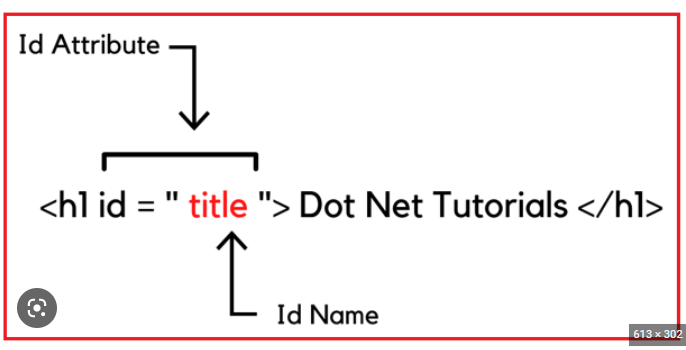 Id Attribute
<h1 id = " title "> Dot Net Tutorials </h1>
Id Name
613 × 302